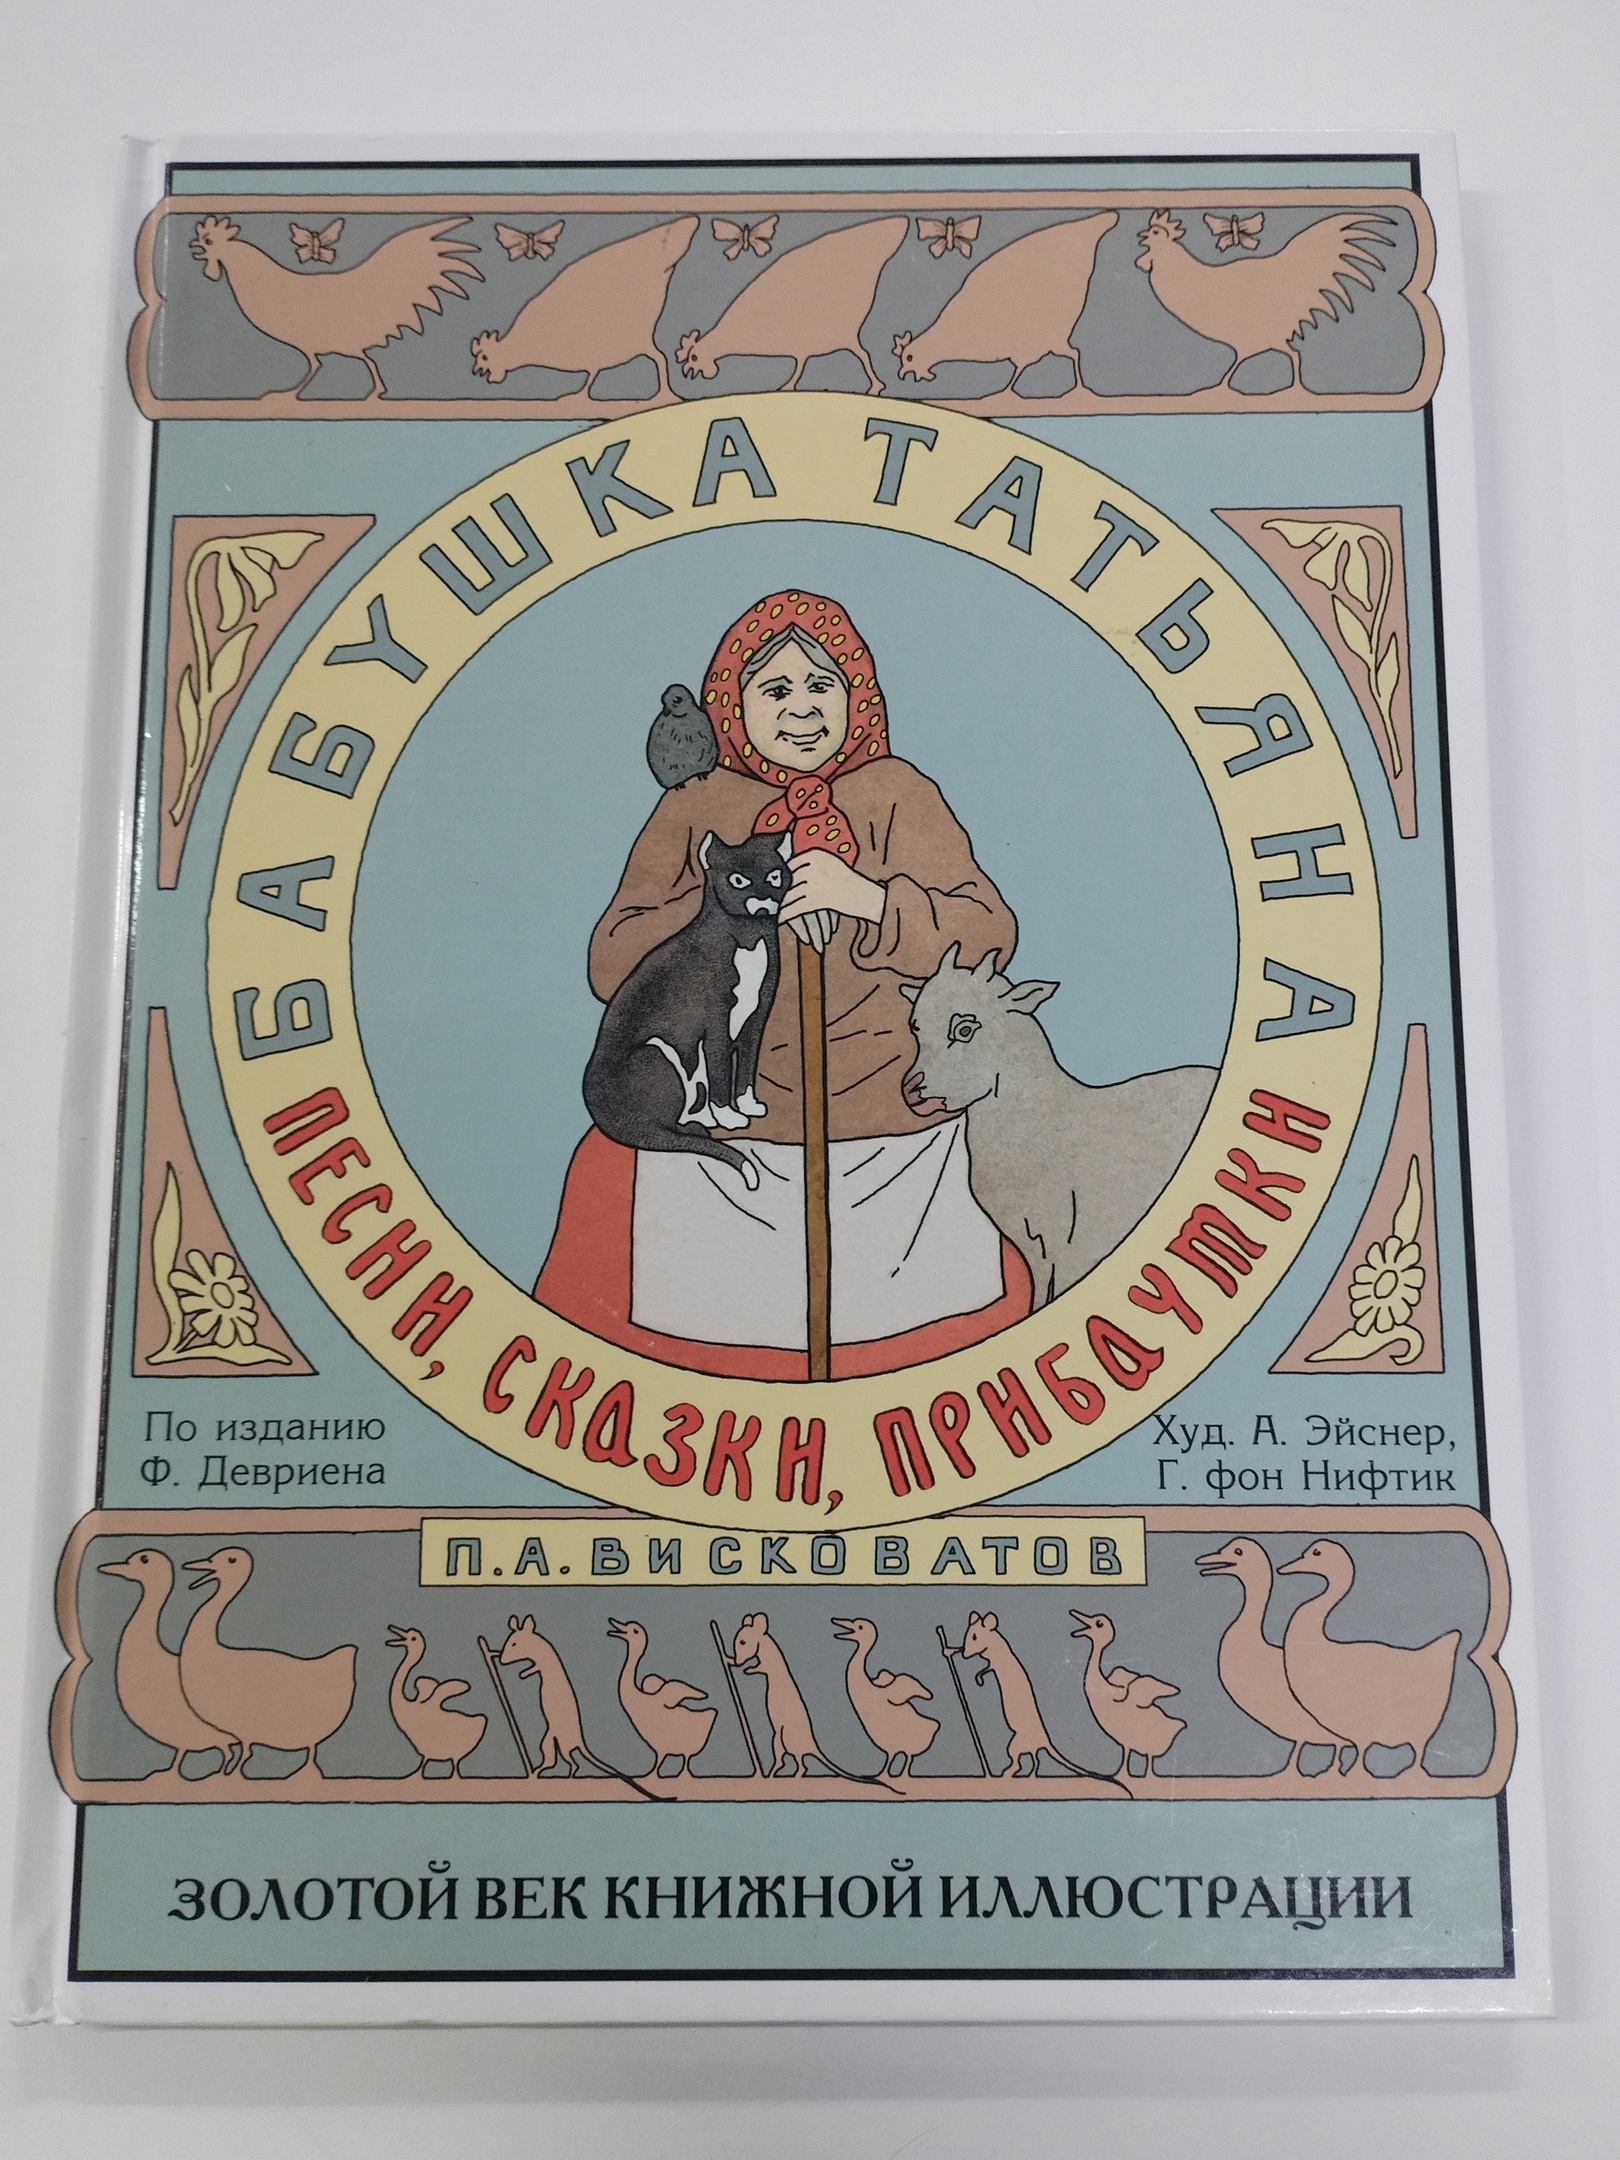 БАБУШКА ТАТЬЯНА
ПЕСНИ, СКАЗКИ, ПРИБАУТКИ
По изданию
Ф. Девриена
Худ. А. Эйснер,
Г. фон Нифтик
П.А.ВИСКОВАТОВ
ЗОЛОТОЙ ВЕК КНИЖНОЙ ИЛЛЮСТРАЦИИ